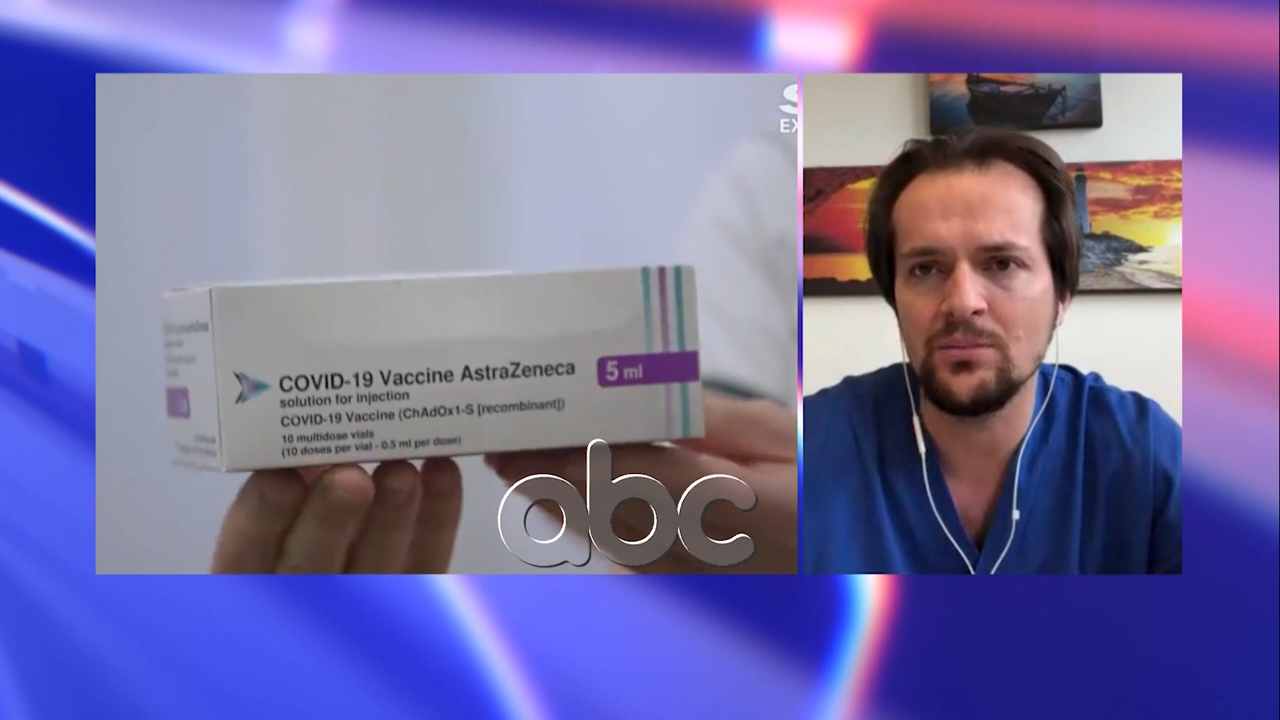 COVID-19 Vaccine AstraZeneca
solution for injection
COVID-19 Vaccine (ChAdOx1-S [recombinant])
10 multidose vials
(10 doses per vial - 0.5 ml per dose)
5 ml
abc